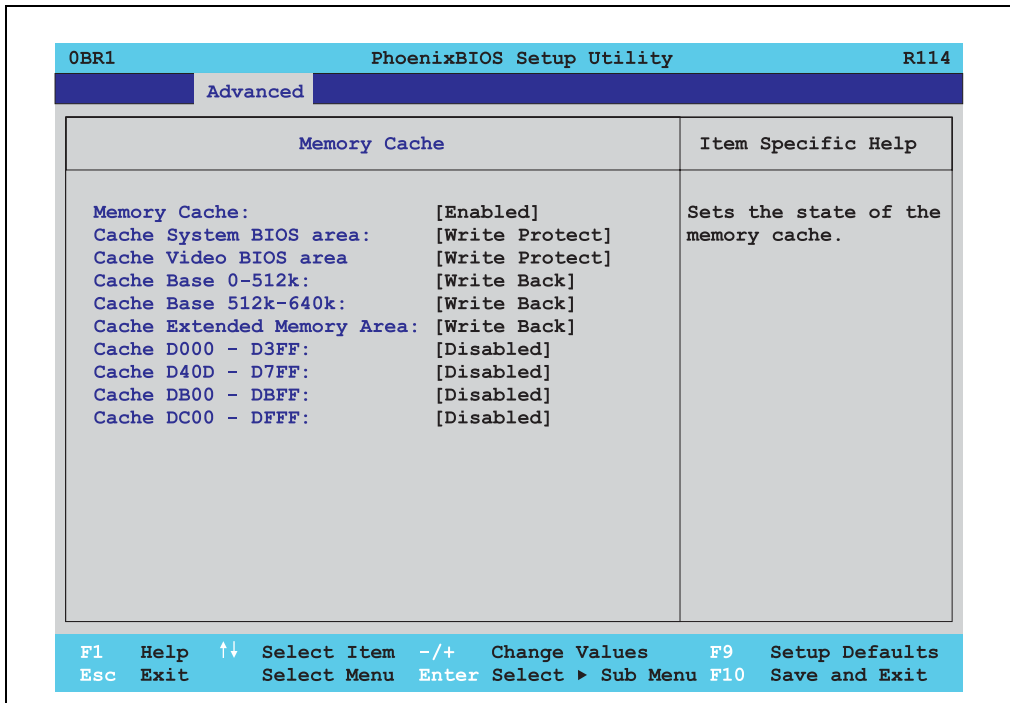 0BR1 PhoenixBIOS Setup Utility R114
Advanced
Memory Cache
Item Specific Help
Memory Cache: [Enabled]
Cache System BIOS area: [Write Protect]
Cache Video BIOS area [Write Protect]
Cache Base 0-512k: [Write Back]
Cache Base 512k-640k: [Write Back]
Cache Extended Memory Area: [Write Back]
Cache D000 - D3FF: [Disabled]
Cache D40D - D7FF: [Disabled]
Cache DB00 - DBFF: [Disabled]
Cache DC00 - DFFF: [Disabled]
Sets the state of the
memory cache.
F1 Help ↑↓ Select Item -/+ Change Values F9 Setup Defaults
Esc Exit Select Menu Enter Select ▶ Sub Menu F10 Save and Exit